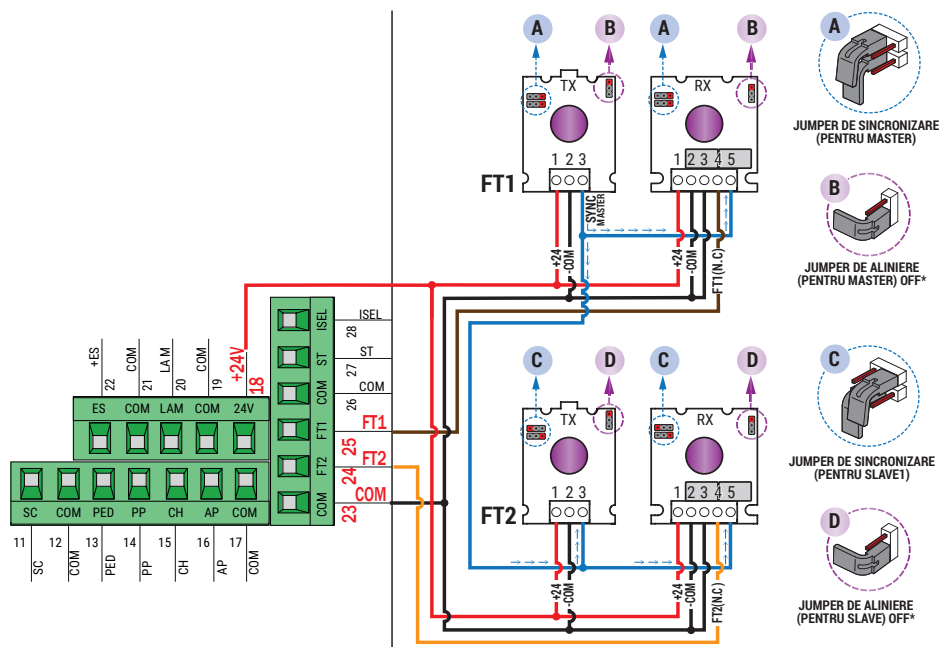 A B A B A
TX RX
JUMPER DE SINCRONIZARE
(PENTRU MASTER)
1 2 3
1 2 3 4 5
FT1
SYNC
MASTER
B
+24
-COM
+24
-COM
FT1(N.C)
JUMPER DE ALINIERE
(PENTRU MASTER) OFF*
ISEL
ISEL
28
ST
ST
27
COM
COM
26
FT1
FT1
25
FT2
FT2
24
COM
COM
23
+ES
22
COM
21
LAM
20
COM
19
+24V
18
ES COM LAM COM 24V
SC COM PED PP CH AP COM
11 12 13 14 15 16 17
SC
COM
PED
PP
CH
AP
COM
C D C D C
TX RX
JUMPER DE SINCRONIZARE
(PENTRU SLAVE1)
1 2 3
1 2 3 4 5
FT2
D
+24
-COM
+24
-COM
FT2(N.C)
JUMPER DE ALINIERE
(PENTRU SLAVE) OFF*